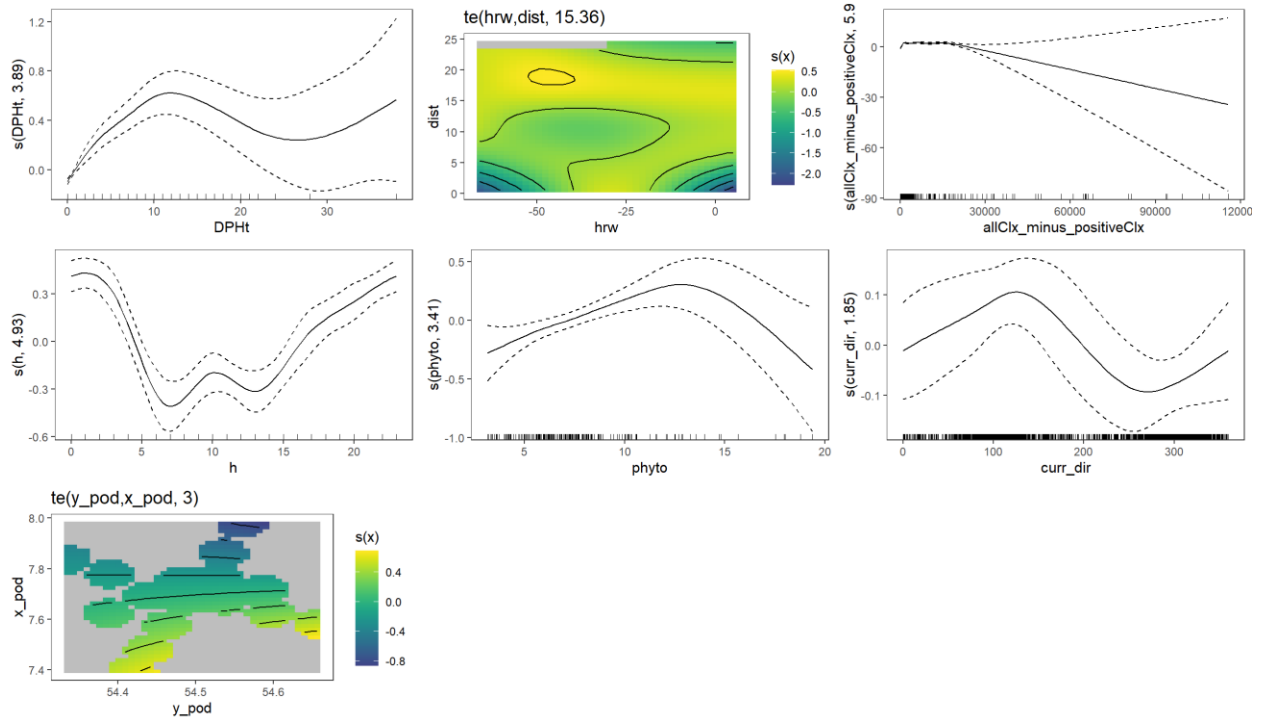 1.2
0.8
0.4
0.0
s(DPHt, 3.89)
0 10 20 30
DPHt
te(hrw,dist, 15.36)
25
20
15
10
5
0
dist
-50 -25 0
hrw
s(x)
0.5
0.0
-0.5
-1.0
-1.5
-2.0
0
-30
-60
-90
s(allClx_minus_positiveClx, 5.9
0 30000 60000 90000 12000
allClx_minus_positiveClx
0.3
0.0
-0.3
-0.6
s(h, 4.93)
0 5 10 15 20
h
0.5
0.0
-0.5
-1.0
s(phyto, 3.41)
5 10 15 20
phyto
0.1
0.0
-0.1
s(curr_dir, 1.85)
0 100 200 300
curr_dir
te(y_pod,x_pod, 3)
8.0
7.8
7.6
7.4
x_pod
54.4 54.5 54.6
y_pod
s(x)
0.4
0.0
-0.4
-0.8